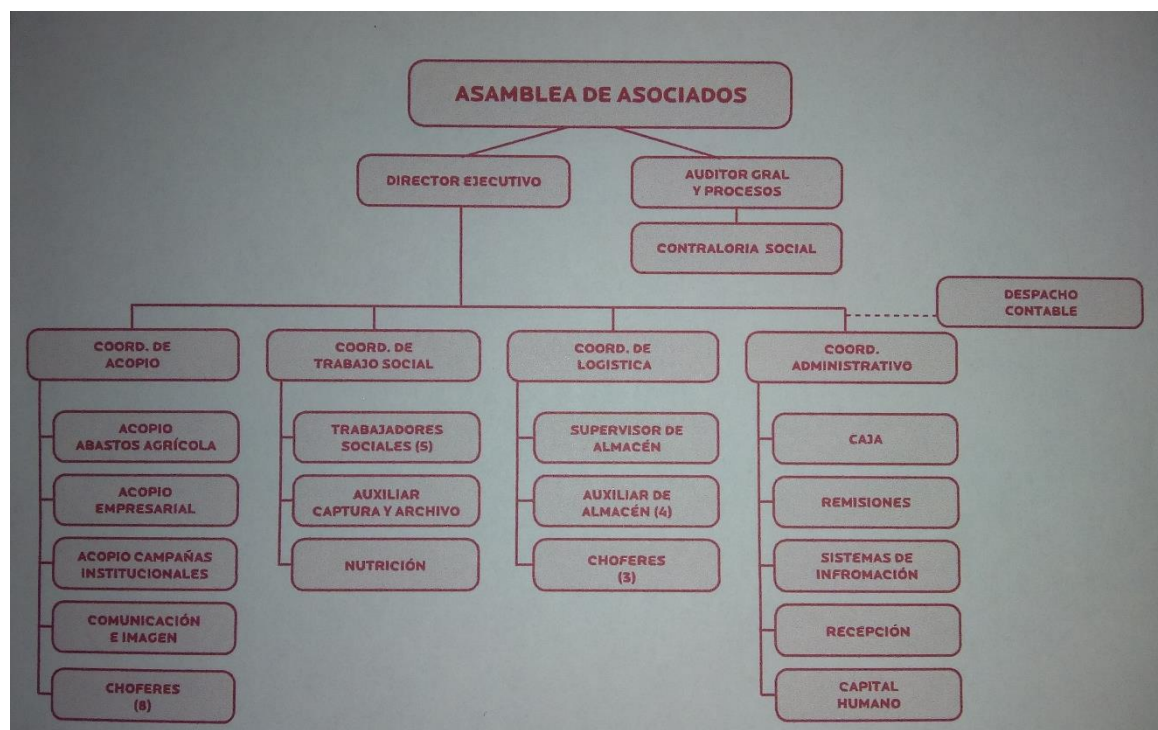 ASAMBLEA DE ASOCIADOS
DIRECTOR EJECUTIVO
AUDITOR GRAL
Y PROCESOS
CONTRALORIA SOCIAL
DESPACHO
CONTABLE
COORD. DE
ACOPIO
ACOPIO
ABASTOS AGRÍCOLA
ACOPIO
EMPRESARIAL
ACOPIO CAMPAÑAS
INSTITUCIONALES
COMUNICACIÓN
E IMAGEN
CHOFERES
(8)
COORD. DE
TRABAJO SOCIAL
TRABAJADORES
SOCIALES (5)
AUXILIAR
CAPTURA Y ARCHIVO
NUTRICIÓN
COORD. DE
LOGISTICA
SUPERVISOR DE
ALMACÉN
AUXILIAR DE
ALMACÉN (4)
CHOFERES
(3)
COORD.
ADMINISTRATIVO
CAJA
REMISIONES
SISTEMAS DE
INFROMACIÓN
RECEPCIÓN
CAPITAL
HUMANO